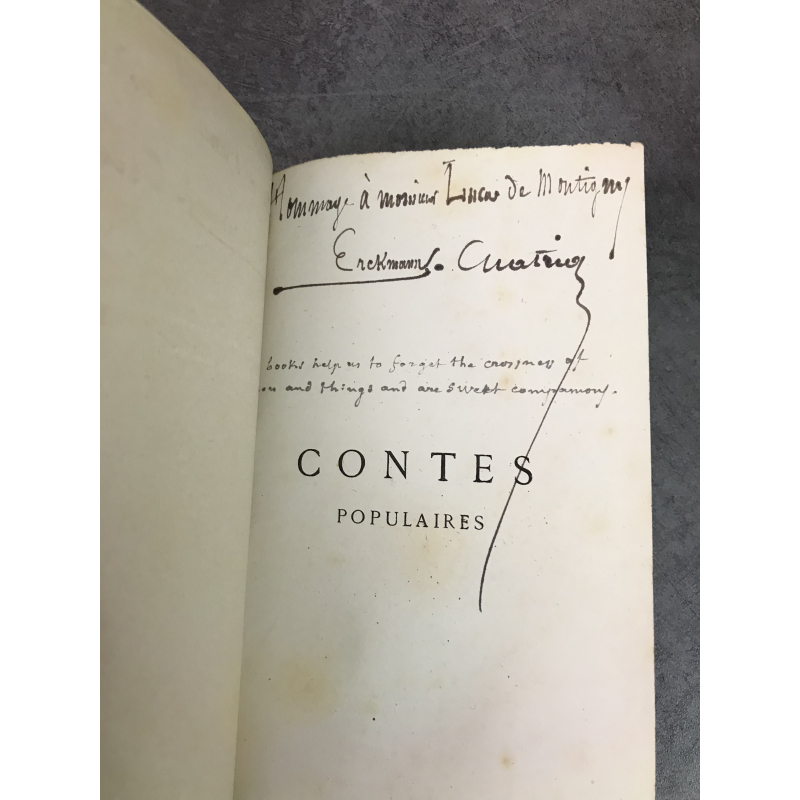 Hommage à monsieur Lucas de Montigny
Erckmann-Chatrian
books help us to forget the crossness of
and things and are sweet companions.
CONTES
POPULAIRES